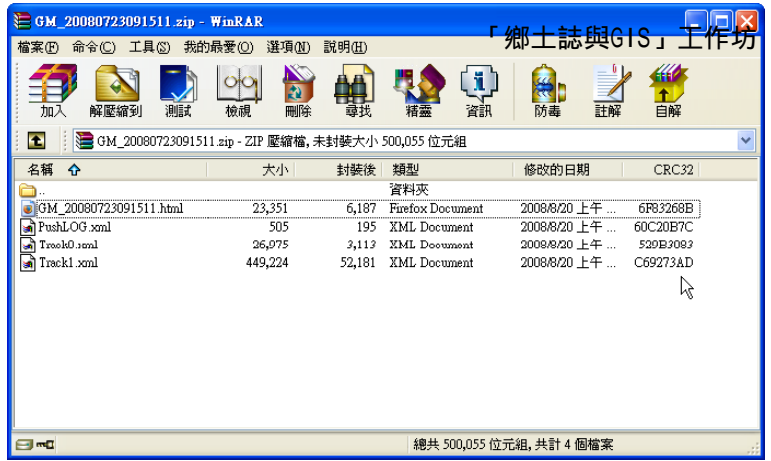 GM_20080723091511.zip - WinRAR
「鄉土誌與GIS」工作坊
檔案(F) 命令(C) 工具(S) 我的最愛(O) 選項(N) 說明(H)
加入 解壓縮到 測試 檢視 刪除 尋找 精靈 資訊 防毒 註解 自解
GM_20080723091511.zip - ZIP 壓縮檔, 未封裝大小 500,055 位元組
名稱 大小 封裝後 類型 修改的日期 CRC32
.. 資料夾
GM_20080723091511.html 23,351 6,187 Firefox Document 2008/8/20 上午 ... 6F83268B
PushLOG.xml 505 195 XML Document 2008/8/20 上午 ... 60C20B7C
Track0.xml 26,975 3,113 XML Document 2008/8/20 上午 ... 529B3083
Track1.xml 449,224 52,181 XML Document 2008/8/20 上午 ... C69273AD
總共 500,055 位元組, 共計 4 個檔案